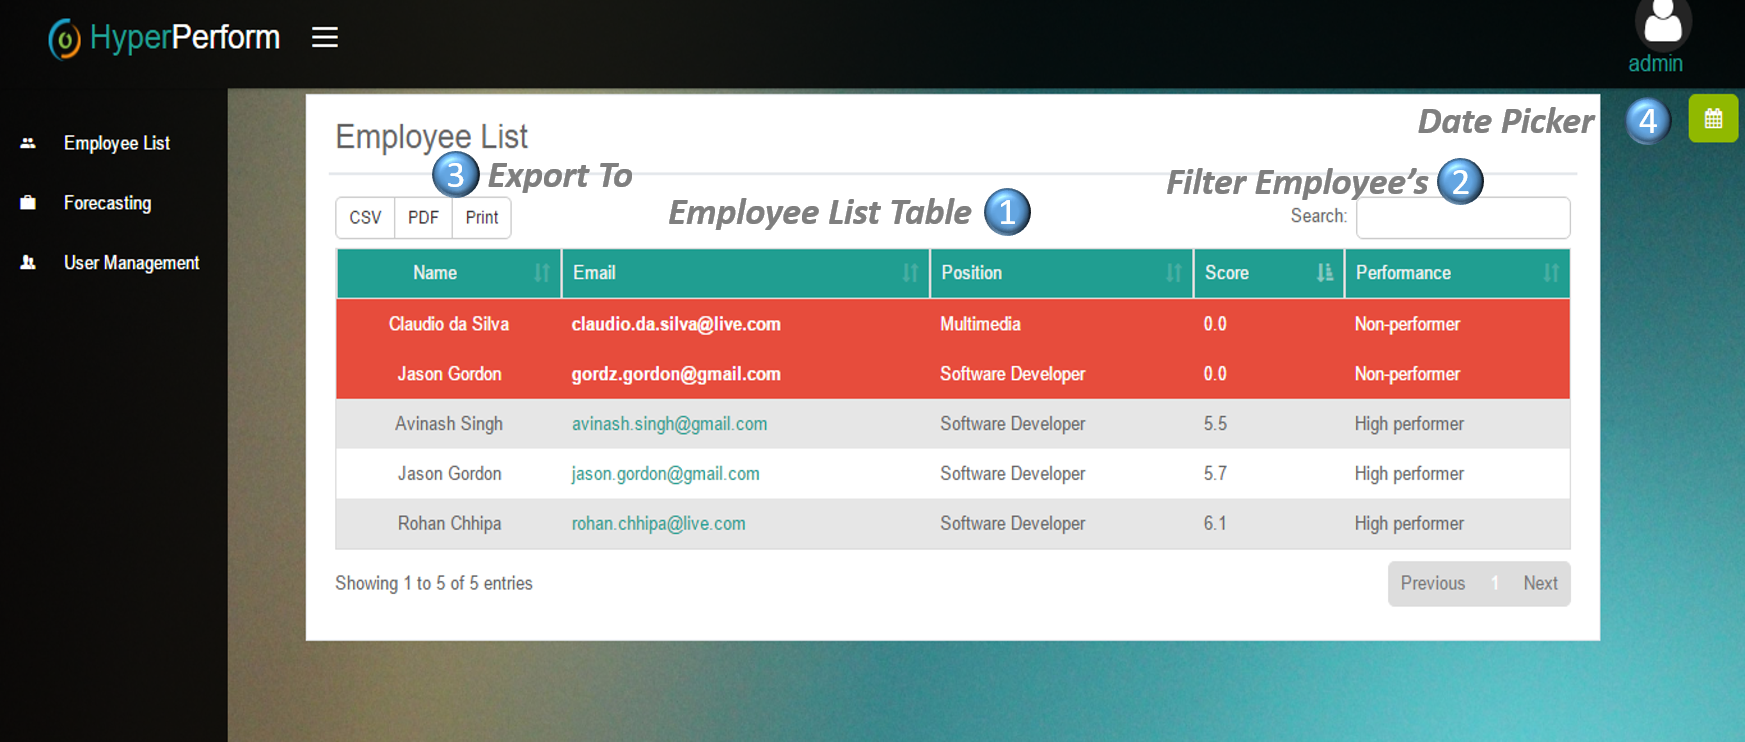 HyperPerform
admin
Employee List
Forecasting
User Management
Date Picker 4
Employee List
3 Export To
Filter Employee's 2
Employee List Table 1
CSV PDF Print
Search:
Name Email Position Score Performance
Claudio da Silva claudio.da.silva@live.com Multimedia 0.0 Non-performer
Jason Gordon gordz.gordon@gmail.com Software Developer 0.0 Non-performer
Avinash Singh avinash.singh@gmail.com Software Developer 5.5 High performer
Jason Gordon jason.gordon@gmail.com Software Developer 5.7 High performer
Rohan Chhipa rohan.chhipa@live.com Software Developer 6.1 High performer
Showing 1 to 5 of 5 entries
Previous 1 Next